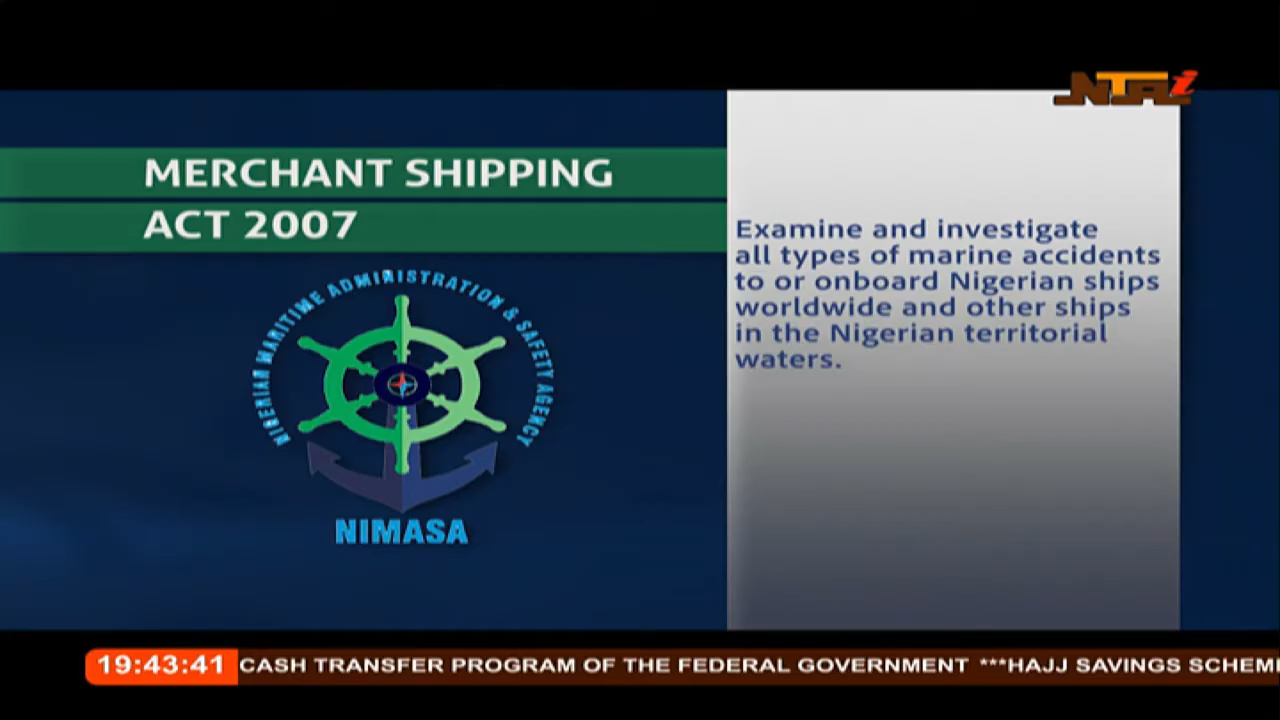 NTAi
MERCHANT SHIPPING
ACT 2007
Examine and investigate
all types of marine accidents
to or onboard Nigerian ships
worldwide and other ships
in the Nigerian territorial
waters.
NIGERIAN MARITIME ADMINISTRATION & SAFETY AGENCY
NIMASA
19:43:41 CASH TRANSFER PROGRAM OF THE FEDERAL GOVERNMENT ***HAJJ SAVINGS SCHEME